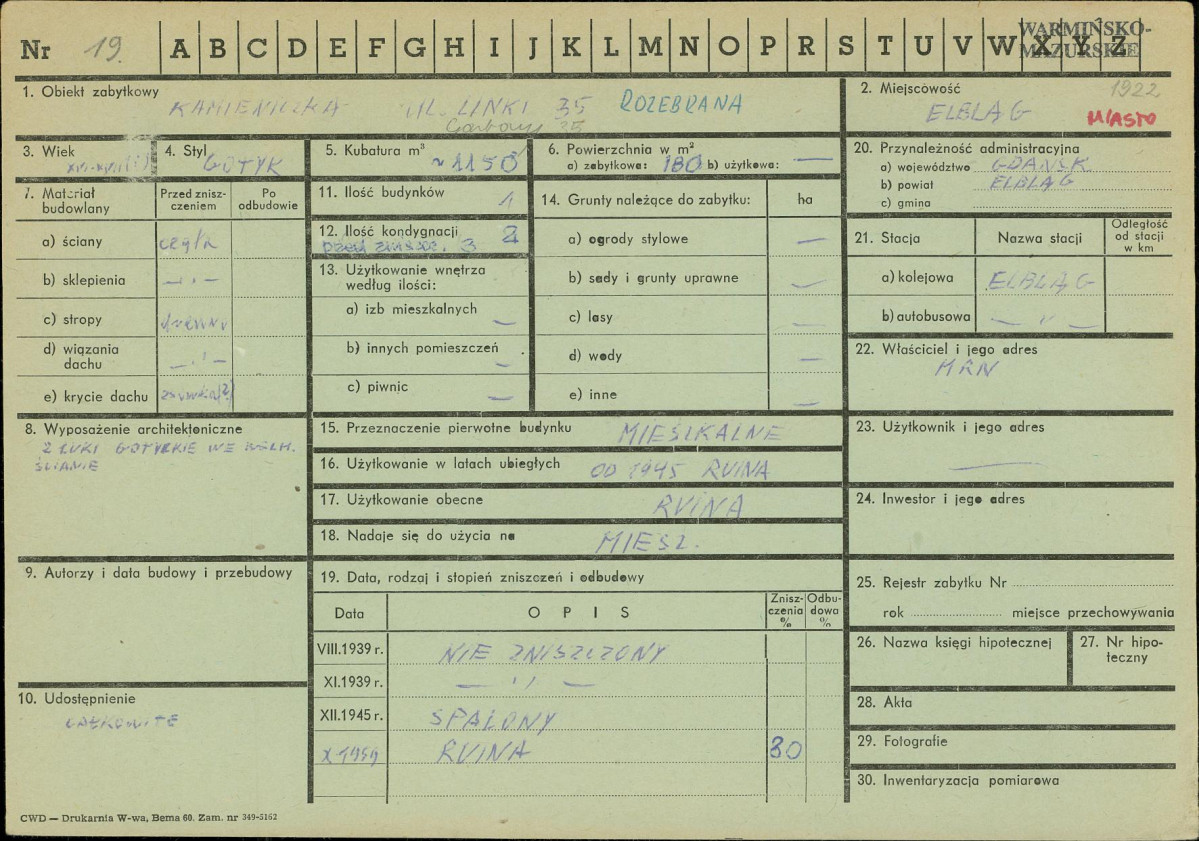 Nr 19. A B C D E F G H I J K L M N O P R S T U V W X Y Z
WARMIŃSKO-
MAZURSKIE
1. Obiekt zabytkowy KAMIENICZKA UL. LINKI 35 ROZEBRANA
Garbary 35
2. Miejscowość 1922
ELBLĄG MIASTO
3. Wiek
XVI-XVII (?)
4. Styl
GOTYK
5. Kubatura m³
~1150
6. Powierzchnia w m²
a) zabytkowa: 180 b) użytkowa: —
7. Materiał budowlany
Przed zniszczeniem
Po odbudowie
a) ściany cegła
b) sklepienia — " —
c) stropy drewno
d) wiązania dachu — " —
e) krycie dachu (?)
8. Wyposażenie architektoniczne
2 ŁUKI GOTYCKIE WE
ŚCIANIE
9. Autorzy i data budowy i przebudowy
10. Udostępnienie
CAŁKOWITE
11. Ilość budynków 1
12. Ilość kondygnacji 2
przed zniszcz. 3
13. Użytkowanie wnętrza
według ilości:
a) izb mieszkalnych —
b) innych pomieszczeń —
c) piwnic —
14. Grunty należące do zabytku: ha
a) ogrody stylowe —
b) sady i grunty uprawne —
c) lasy —
d) wody —
e) inne —
15. Przeznaczenie pierwotne budynku MIESZKALNE
16. Użytkowanie w latach ubiegłych OD 1945 RUINA
17. Użytkowanie obecne RUINA
18. Nadaje się do użycia na MIESZ.
19. Data, rodzaj i stopień zniszczeń i odbudowy
Data OPIS Zniszczenia % Odbudowa %
VIII.1939 r. NIE ZNISZCZONY
XI.1939 r. — " —
XII.1945 r. SPALONY
X 1959 RUINA 30
20. Przynależność administracyjna
a) województwo GDAŃSK
b) powiat ELBLĄG
c) gmina
21. Stacja Nazwa stacji Odległość od stacji w km
a) kolejowa ELBLĄG
b) autobusowa — " —
22. Właściciel i jego adres
MRN
23. Użytkownik i jego adres
—
24. Inwestor i jego adres
25. Rejestr zabytku Nr
rok miejsce przechowywania
26. Nazwa księgi hipotecznej
27. Nr hipoteczny
28. Akta
29. Fotografie
30. Inwentaryzacja pomiarowa
CWD — Drukarnia W-wa, Bema 60. Zam. nr 349-5162